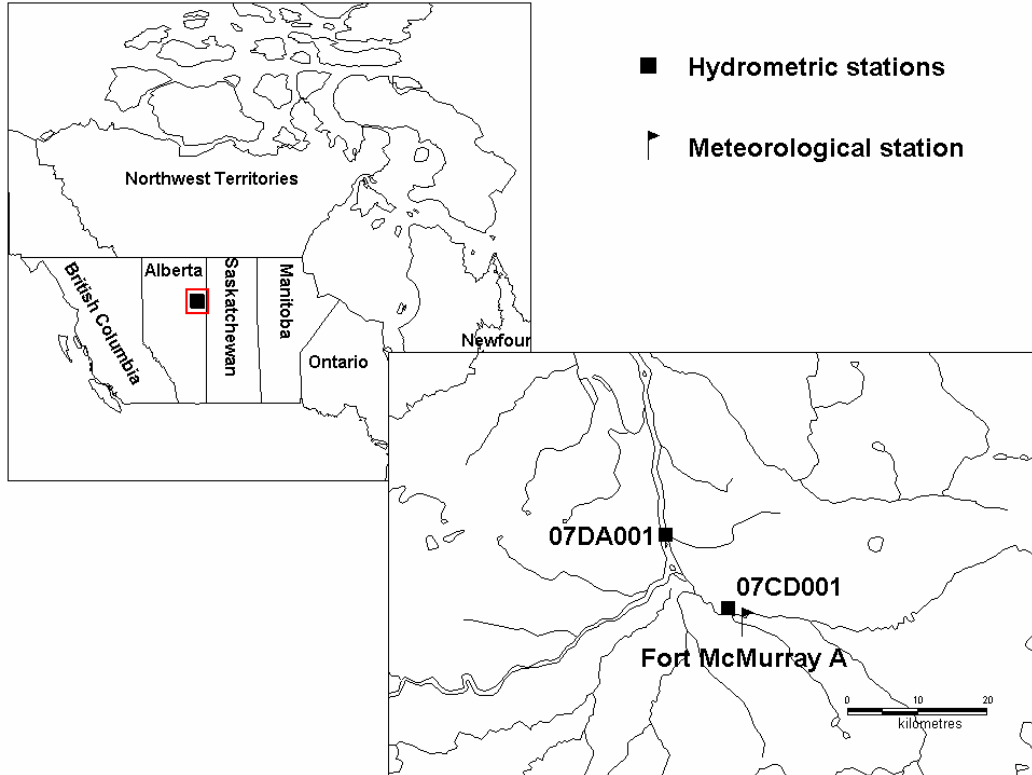 Hydrometric stations
Meteorological station
Northwest Territories
British Columbia
Alberta
Saskatchewan
Manitoba
Ontario
Newfour
07DA001
07CD001
Fort McMurray A
0 10 20
kilometres